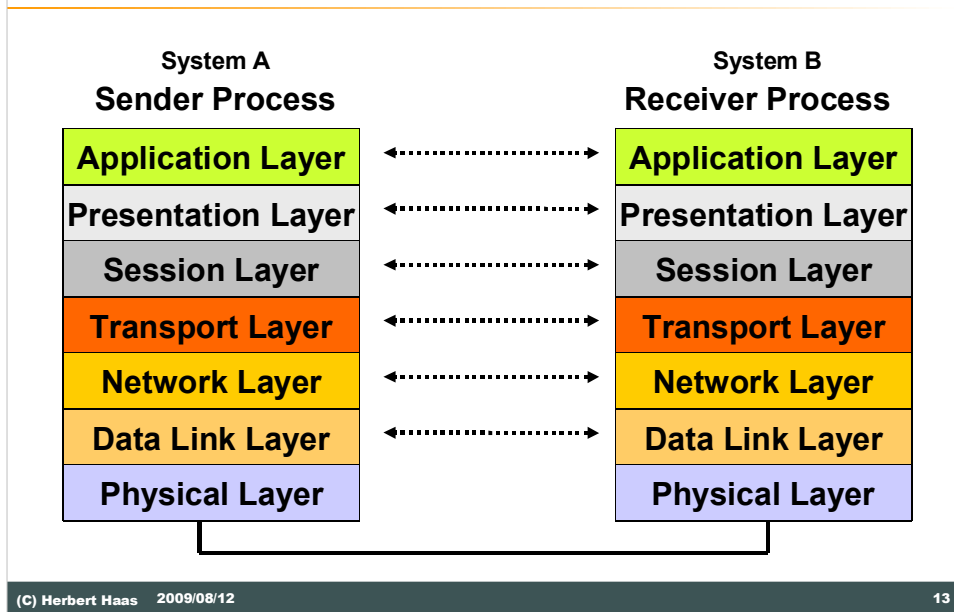 System A System B
Sender Process Receiver Process
Application Layer Application Layer
Presentation Layer Presentation Layer
Session Layer Session Layer
Transport Layer Transport Layer
Network Layer Network Layer
Data Link Layer Data Link Layer
Physical Layer Physical Layer
(C) Herbert Haas 2009/08/12 13